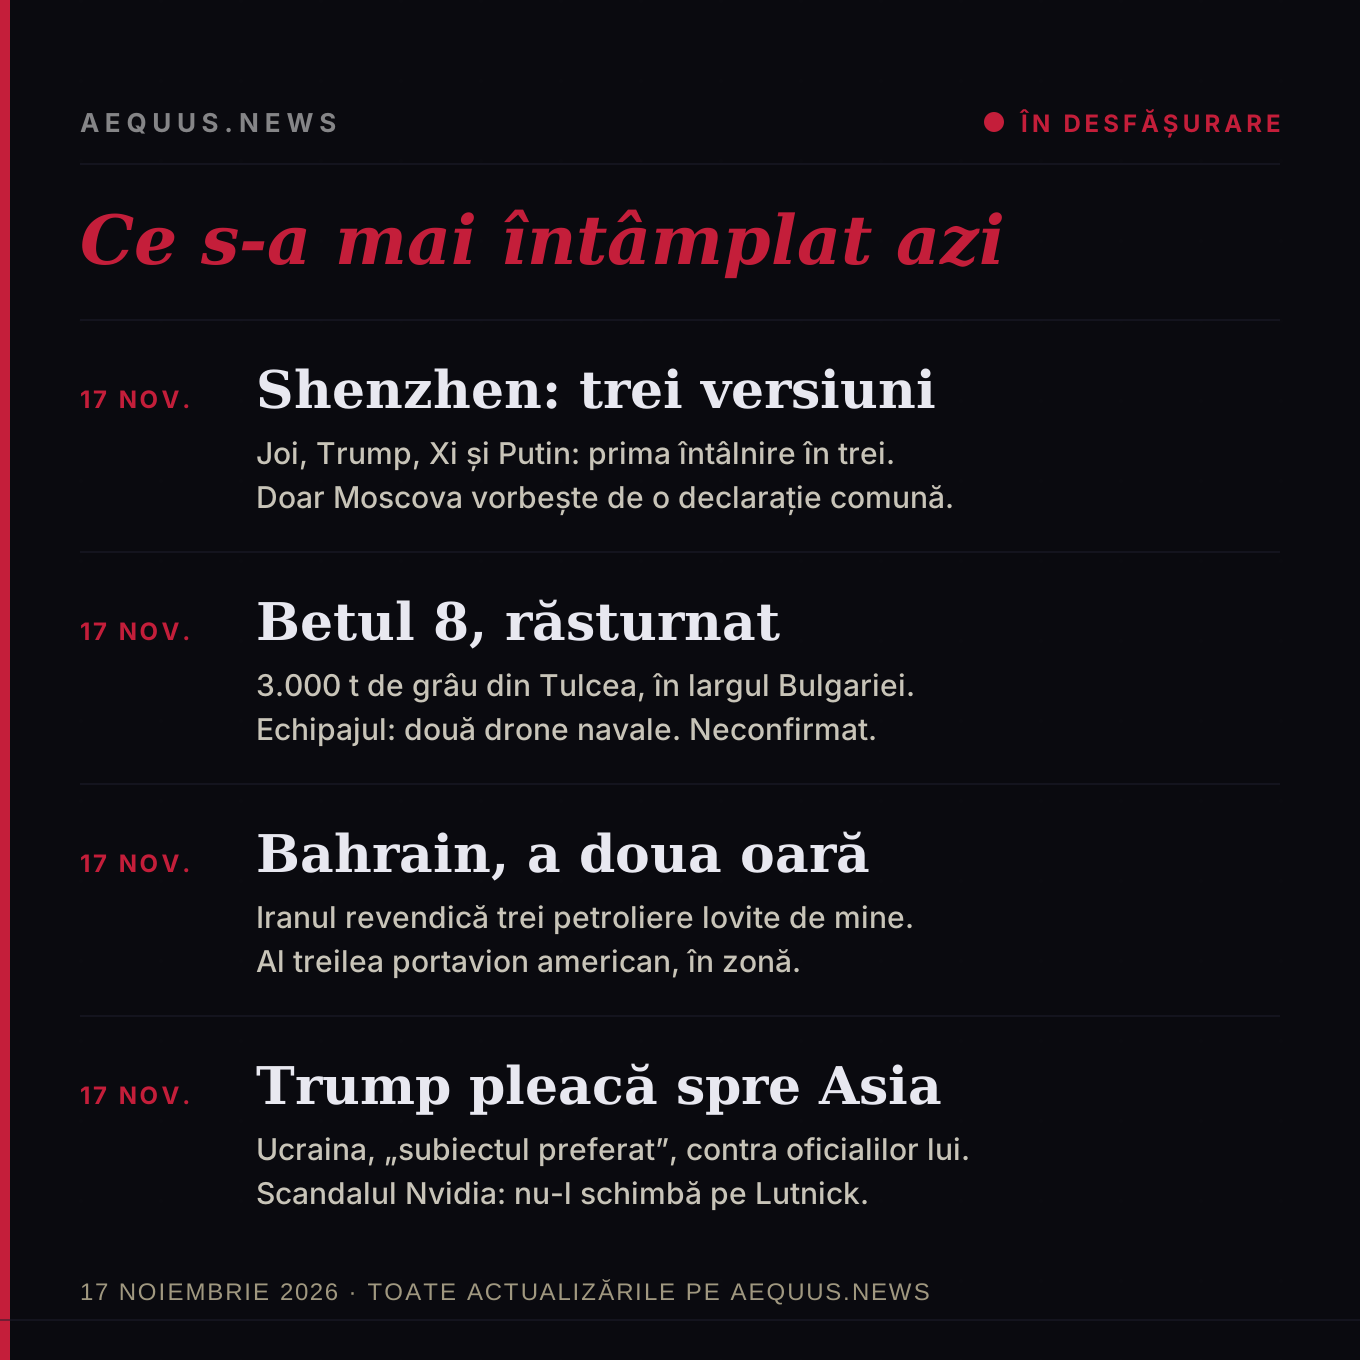 AEQUUS.NEWS
ÎN DESFĂȘURARE
Ce s-a mai întâmplat azi
17 NOV.
Shenzhen: trei versiuni
Joi, Trump, Xi și Putin: prima întâlnire în trei.
Doar Moscova vorbește de o declarație comună.
17 NOV.
Betul 8, răsturnat
3.000 t de grâu din Tulcea, în largul Bulgariei.
Echipajul: două drone navale. Neconfirmat.
17 NOV.
Bahrain, a doua oară
Iranul revendică trei petroliere lovite de mine.
Al treilea portavion american, în zonă.
17 NOV.
Trump pleacă spre Asia
Ucraina, „subiectul preferat”, contra oficialilor lui.
Scandalul Nvidia: nu-l schimbă pe Lutnick.
17 NOIEMBRIE 2026 · TOATE ACTUALIZĂRILE PE AEQUUS.NEWS